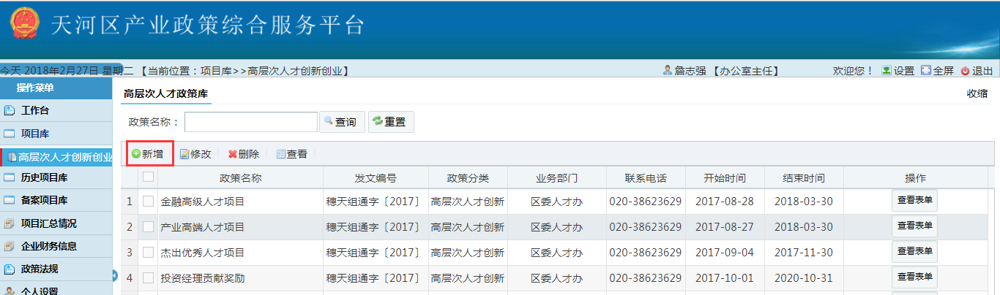 天河区产业政策综合服务平台
今天 2018年2月27日 星期二 【当前位置：项目库>>高层次人才创新创业】 詹志强 【办公室主任】 欢迎您！ 设置 全屏 退出
操作菜单
工作台
项目库
高层次人才创新创业
历史项目库
备案项目库
项目汇总情况
企业财务信息
政策法规
个人设置
高层次人才政策库 收缩
政策名称： 查询 重置
新增 修改 删除 查看
政策名称 发文编号 政策分类 业务部门 联系电话 开始时间 结束时间 操作
1 金融高级人才项目 穗天组通字〔2017〕 高层次人才创新 区委人才办 020-38623629 2017-08-28 2018-03-30 查看表单
2 产业高端人才项目 穗天组通字〔2017〕 高层次人才创新 区委人才办 020-38623629 2017-08-27 2018-03-30 查看表单
3 杰出优秀人才项目 穗天组通字〔2017〕 高层次人才创新 区委人才办 020-38623629 2017-09-04 2017-11-30 查看表单
4 投资经理贡献奖励 穗天组通字〔2017〕 高层次人才创新 区委人才办 020-38623629 2017-10-01 2020-10-31 查看表单